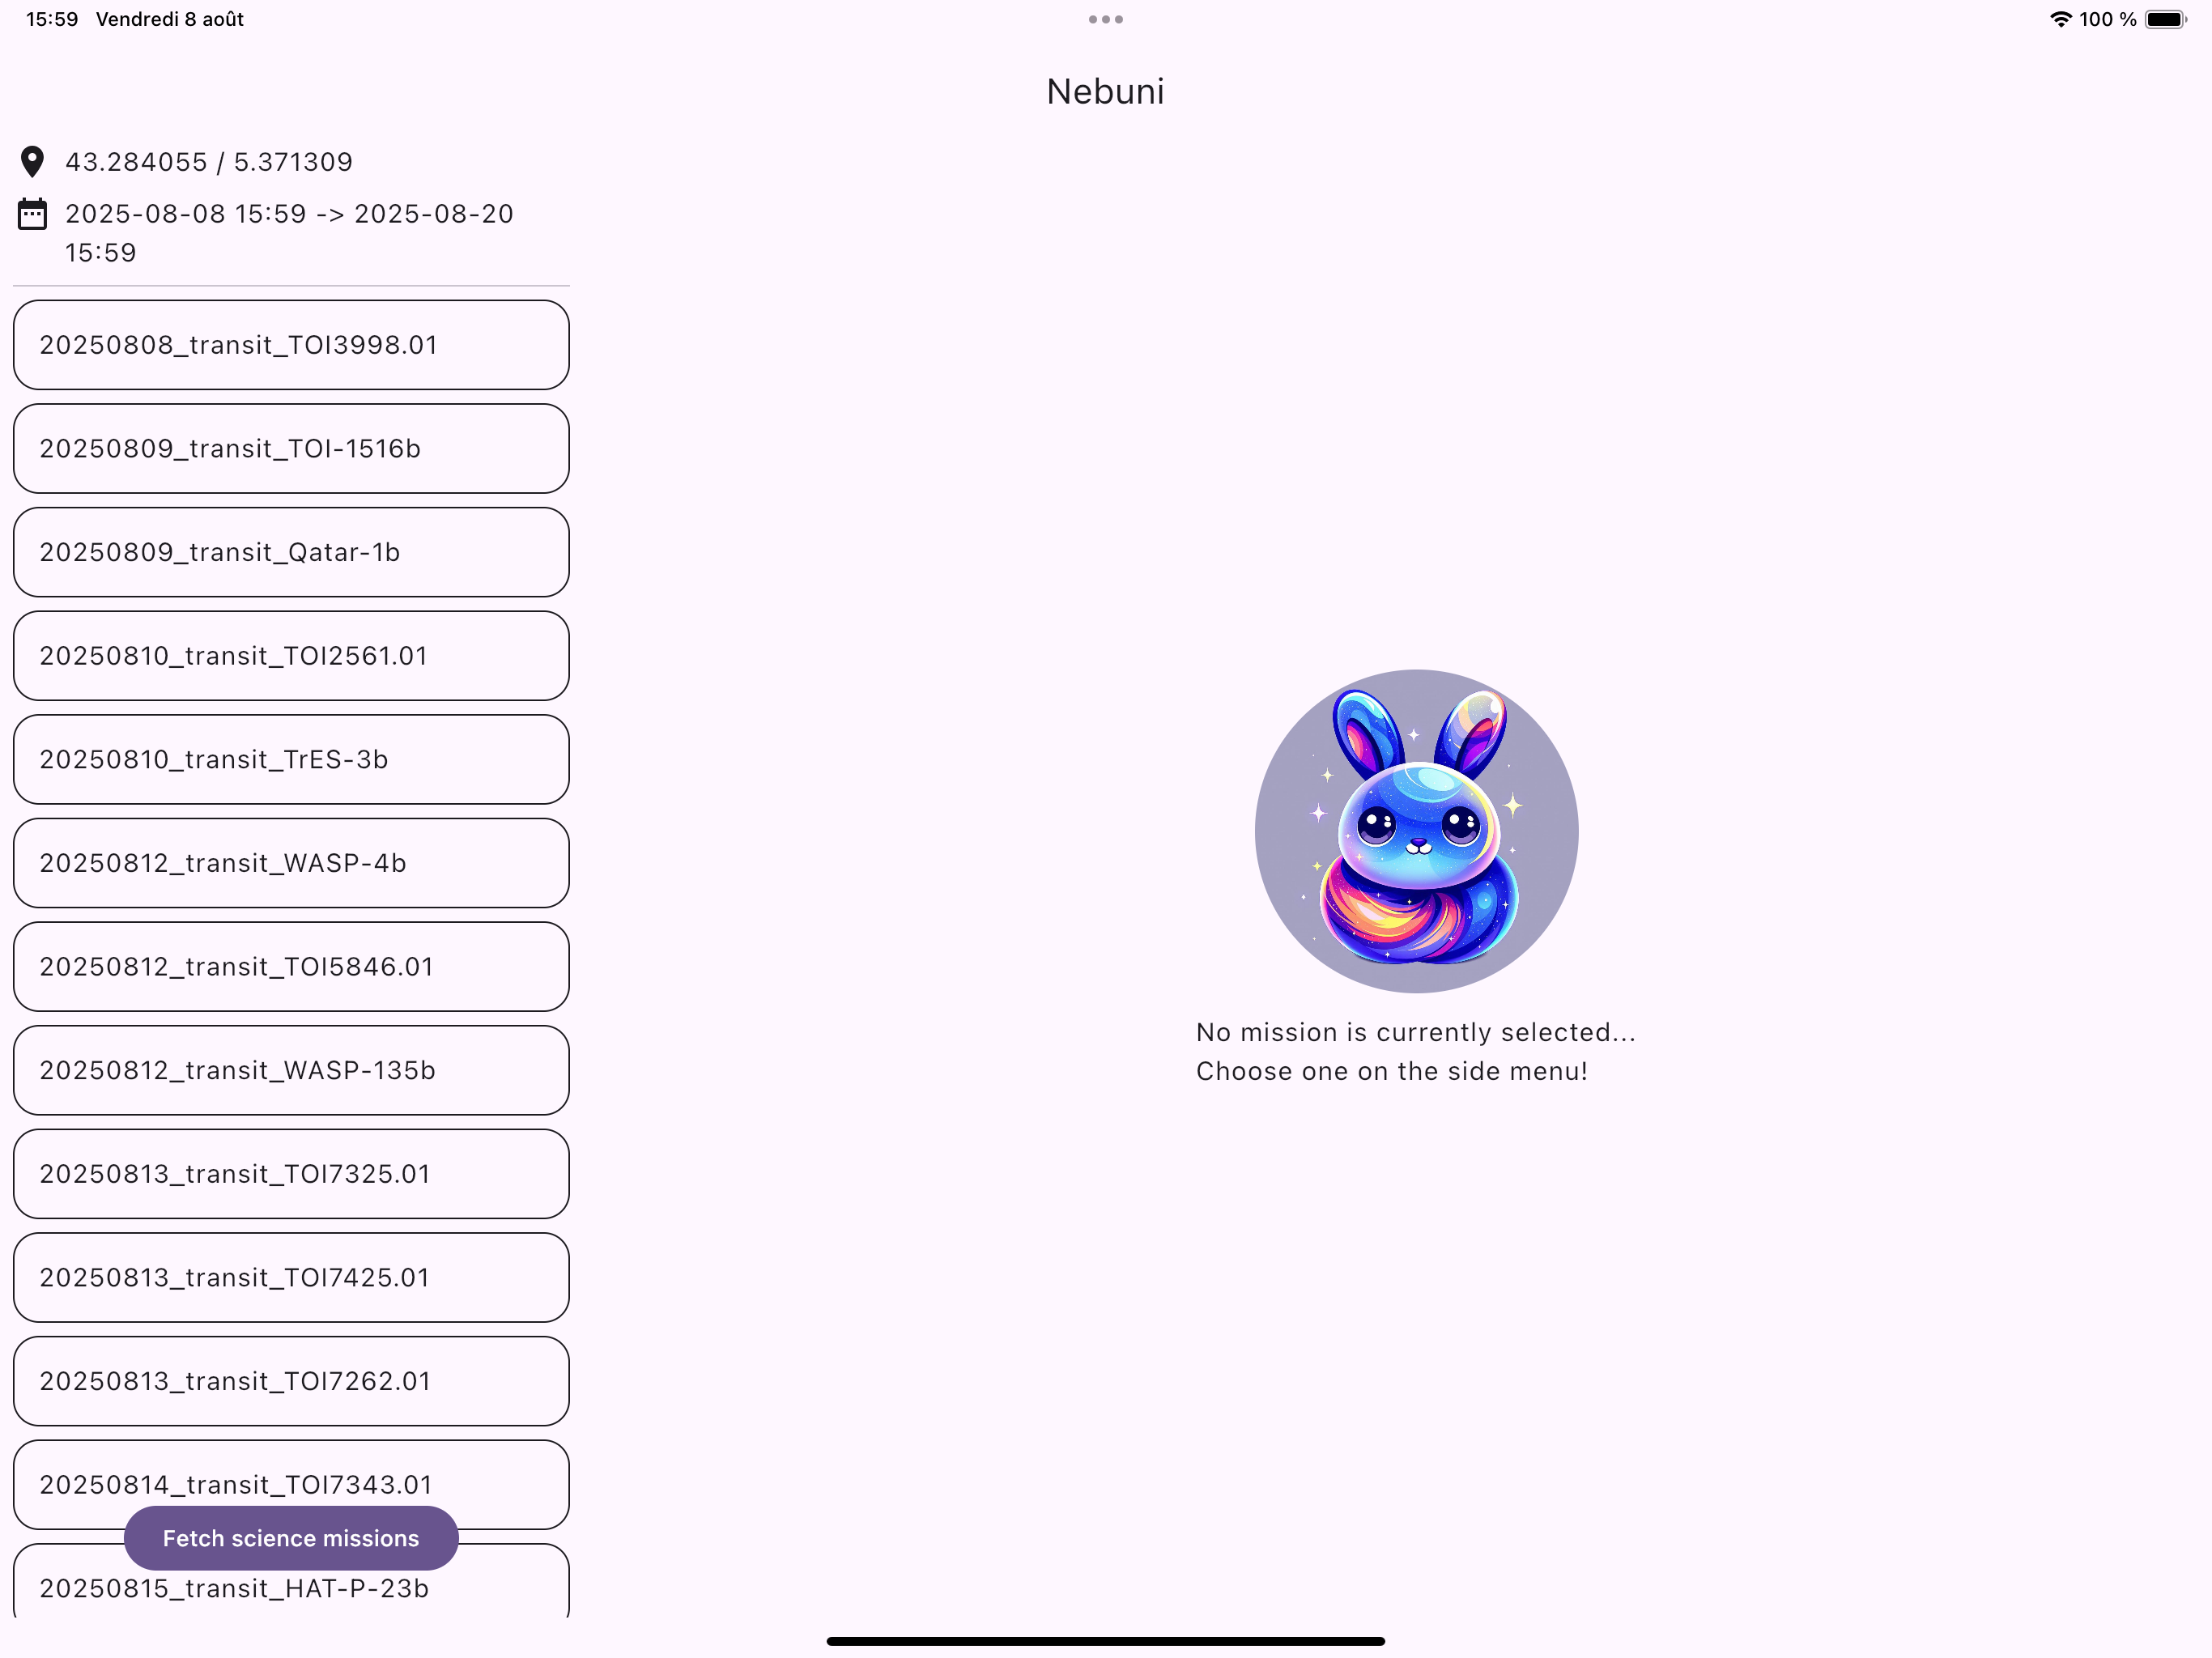 15:59 Vendredi 8 août
100 %
Nebuni
43.284055 / 5.371309
2025-08-08 15:59 -> 2025-08-20
15:59
20250808_transit_TOI3998.01
20250809_transit_TOI-1516b
20250809_transit_Qatar-1b
20250810_transit_TOI2561.01
20250810_transit_TrES-3b
20250812_transit_WASP-4b
20250812_transit_TOI5846.01
20250812_transit_WASP-135b
20250813_transit_TOI7325.01
20250813_transit_TOI7425.01
20250813_transit_TOI7262.01
20250814_transit_TOI7343.01
Fetch science missions
20250815_transit_HAT-P-23b
No mission is currently selected...
Choose one on the side menu!